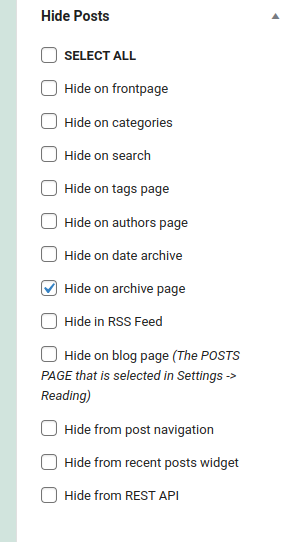 Hide Posts
SELECT ALL
Hide on frontpage
Hide on categories
Hide on search
Hide on tags page
Hide on authors page
Hide on date archive
Hide on archive page
Hide in RSS Feed
Hide on blog page (The POSTS
PAGE that is selected in Settings ->
Reading)
Hide from post navigation
Hide from recent posts widget
Hide from REST API